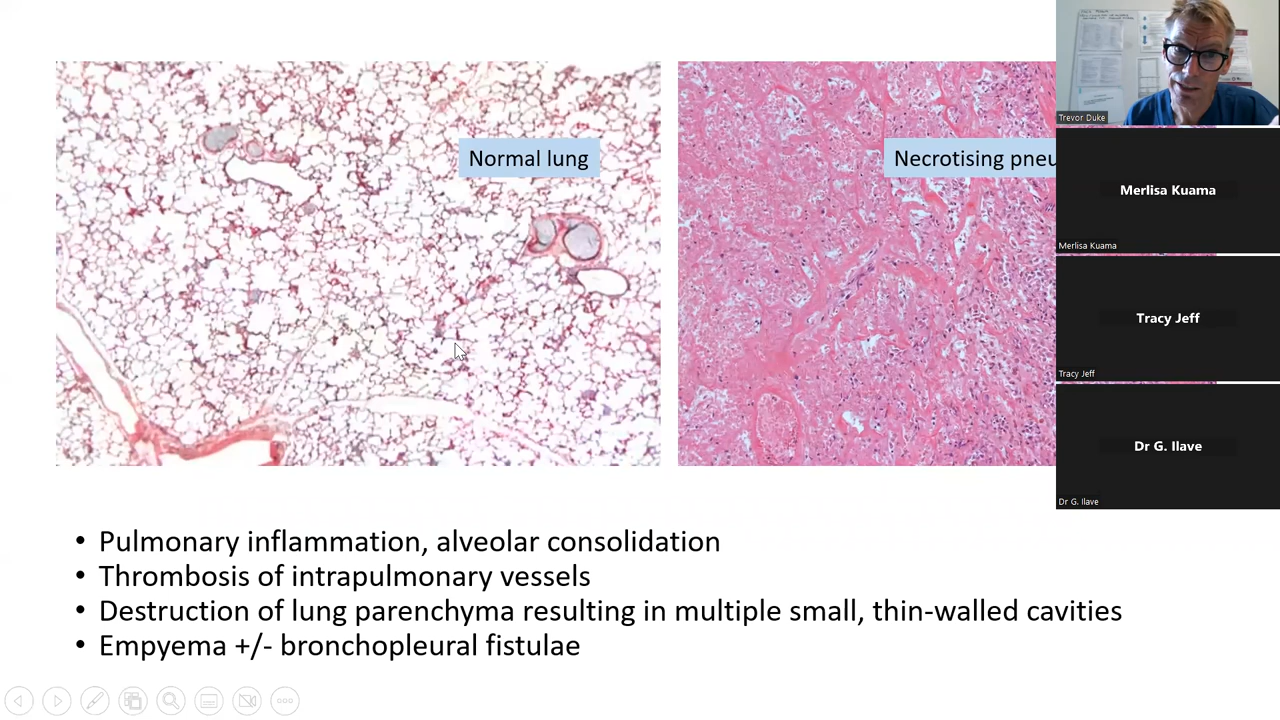 Normal lung
Necrotising pneu
Trevor Duke
Merlisa Kuama
Merlisa Kuama
Tracy Jeff
Tracy Jeff
Dr G. Ilave
Dr G. Ilave
• Pulmonary inflammation, alveolar consolidation
• Thrombosis of intrapulmonary vessels
• Destruction of lung parenchyma resulting in multiple small, thin-walled cavities
• Empyema +/- bronchopleural fistulae